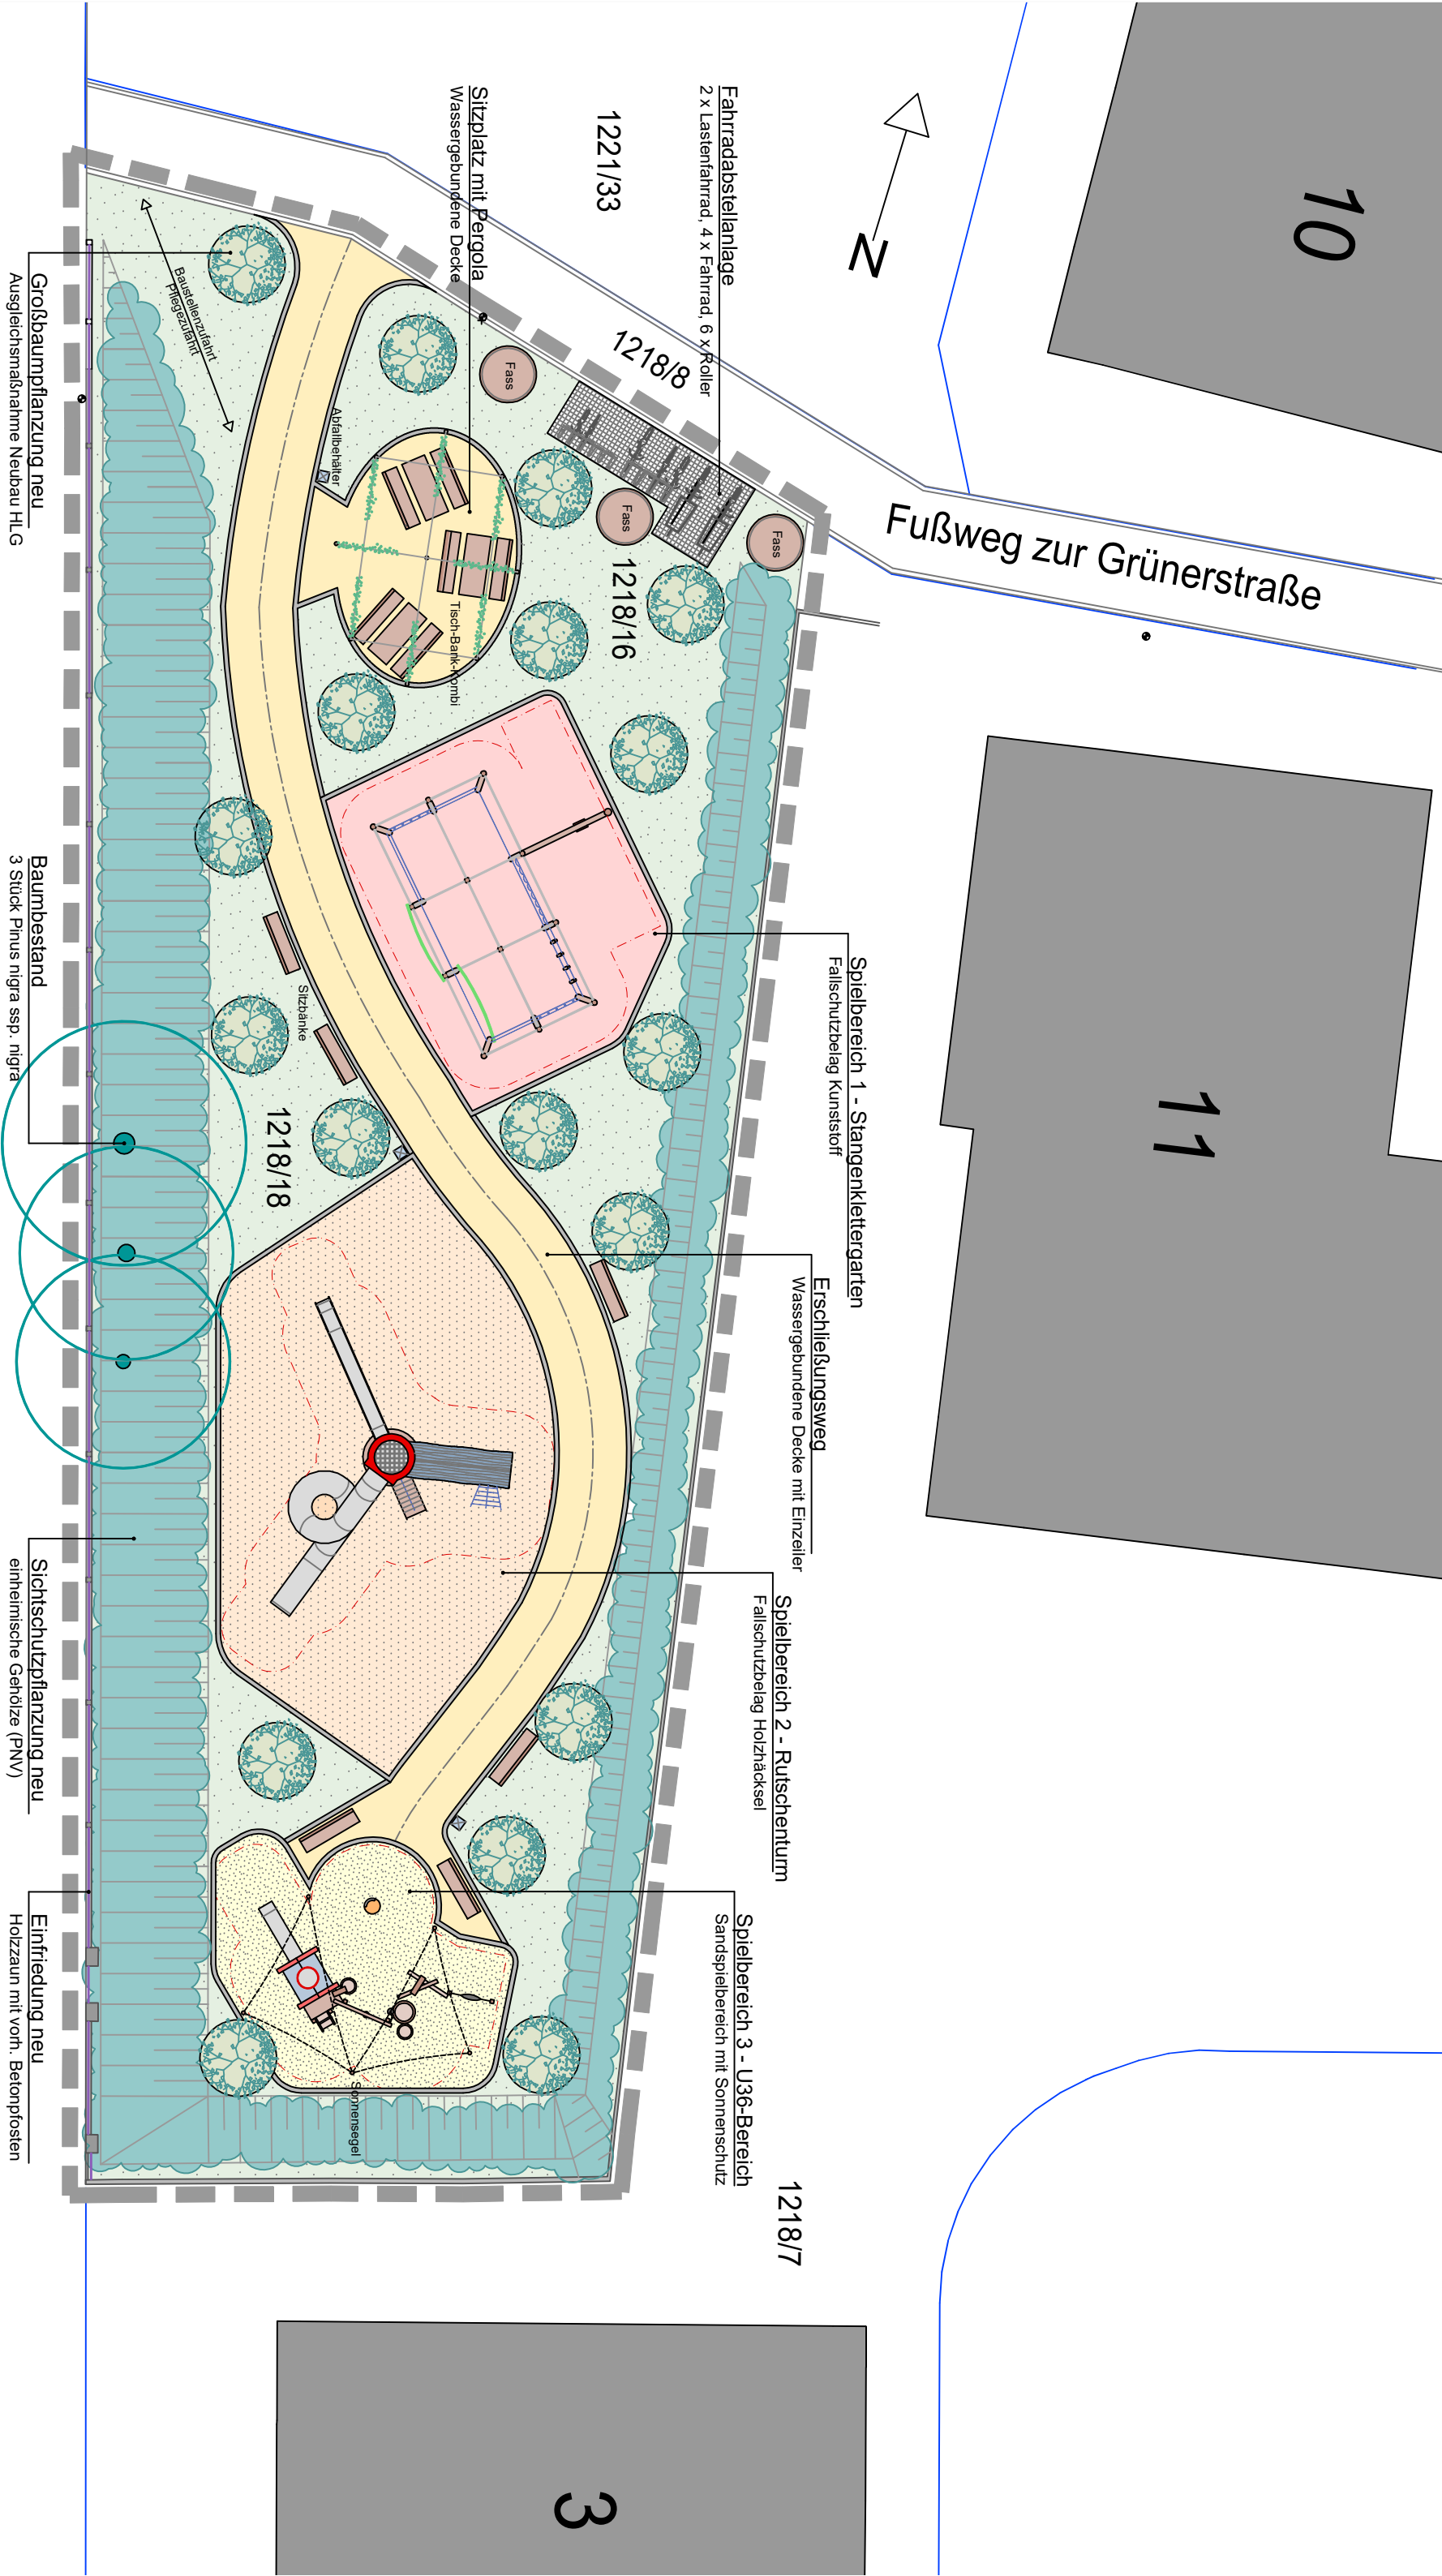 10
N
Fahrradabstellanlage
2 x Lastenfahrrad, 4 x Fahrrad, 6 x Roller
1221/33
Sitzplatz mit Pergola
Wassergebundene Decke
1218/8
Fußweg zur Grünerstraße
Fass
Fass
Fass
Baustellenzufahrt
Pflegezufahrt
Großbaumpflanzung neu
Ausgleichsmaßnahme Neubau HLG
Abfallbehälter
Tisch-Bank-Kombi
1218/16
Spielbereich 1 - Stangenklettergarten
Fallschutzbelag Kunststoff
11
Baumbestand
3 Stück Pinus nigra ssp. nigra
Sitzbänke
1218/18
Erschließungsweg
Wassergebundene Decke mit Einzeiler
Spielbereich 2 - Rutschenturm
Fallschutzbelag Holzhäcksel
Sichtschutzpflanzung neu
einheimische Gehölze (PNV)
Spielbereich 3 - U36-Bereich
Sandspielbereich mit Sonnenschutz
Einfriedung neu
Holzzaun mit vorh. Betonpfosten
Sonnensegel
1218/7
3